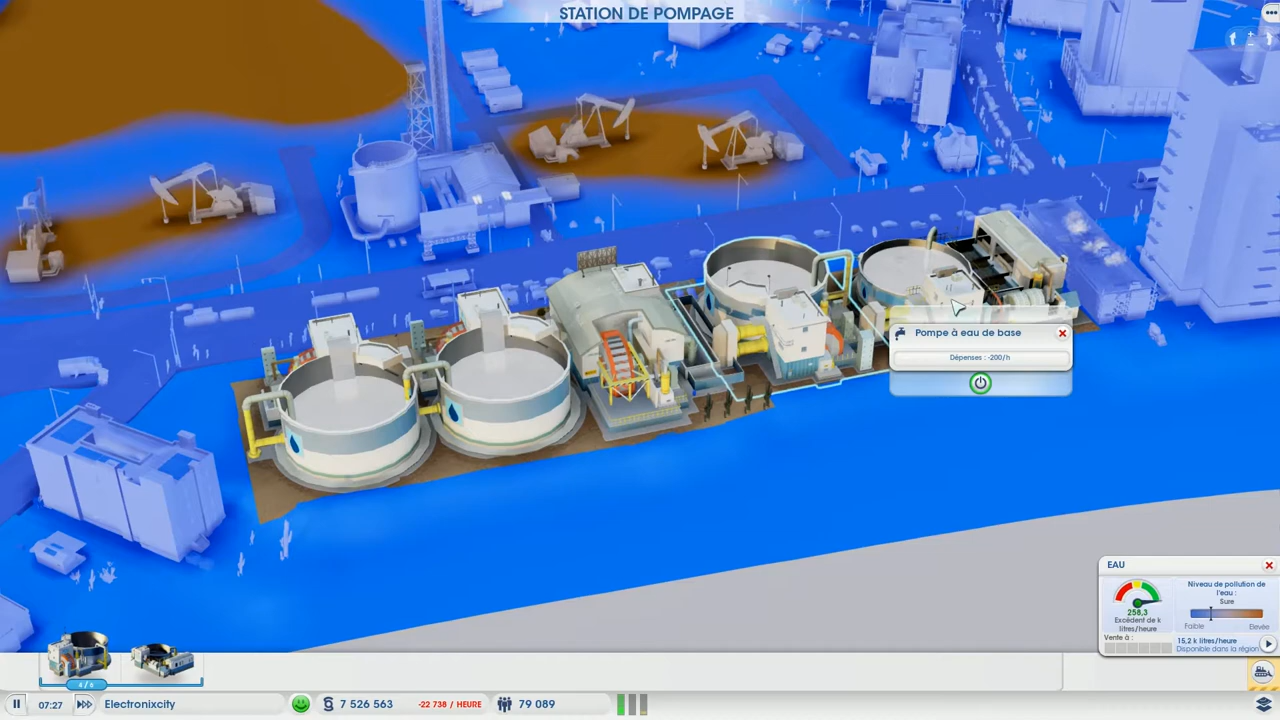 STATION DE POMPAGE
Pompe à eau de base
Dépenses : -200/h
EAU
258,3
Excédent de k
litres/heure
Niveau de pollution de
l'eau :
Sure
Faible
Elevée
Vente à :
15,2 k litres/heure
Disponible dans la région
4 / 6
07:27
Electronixcity
7 526 563
-22 738 / HEURE
79 089